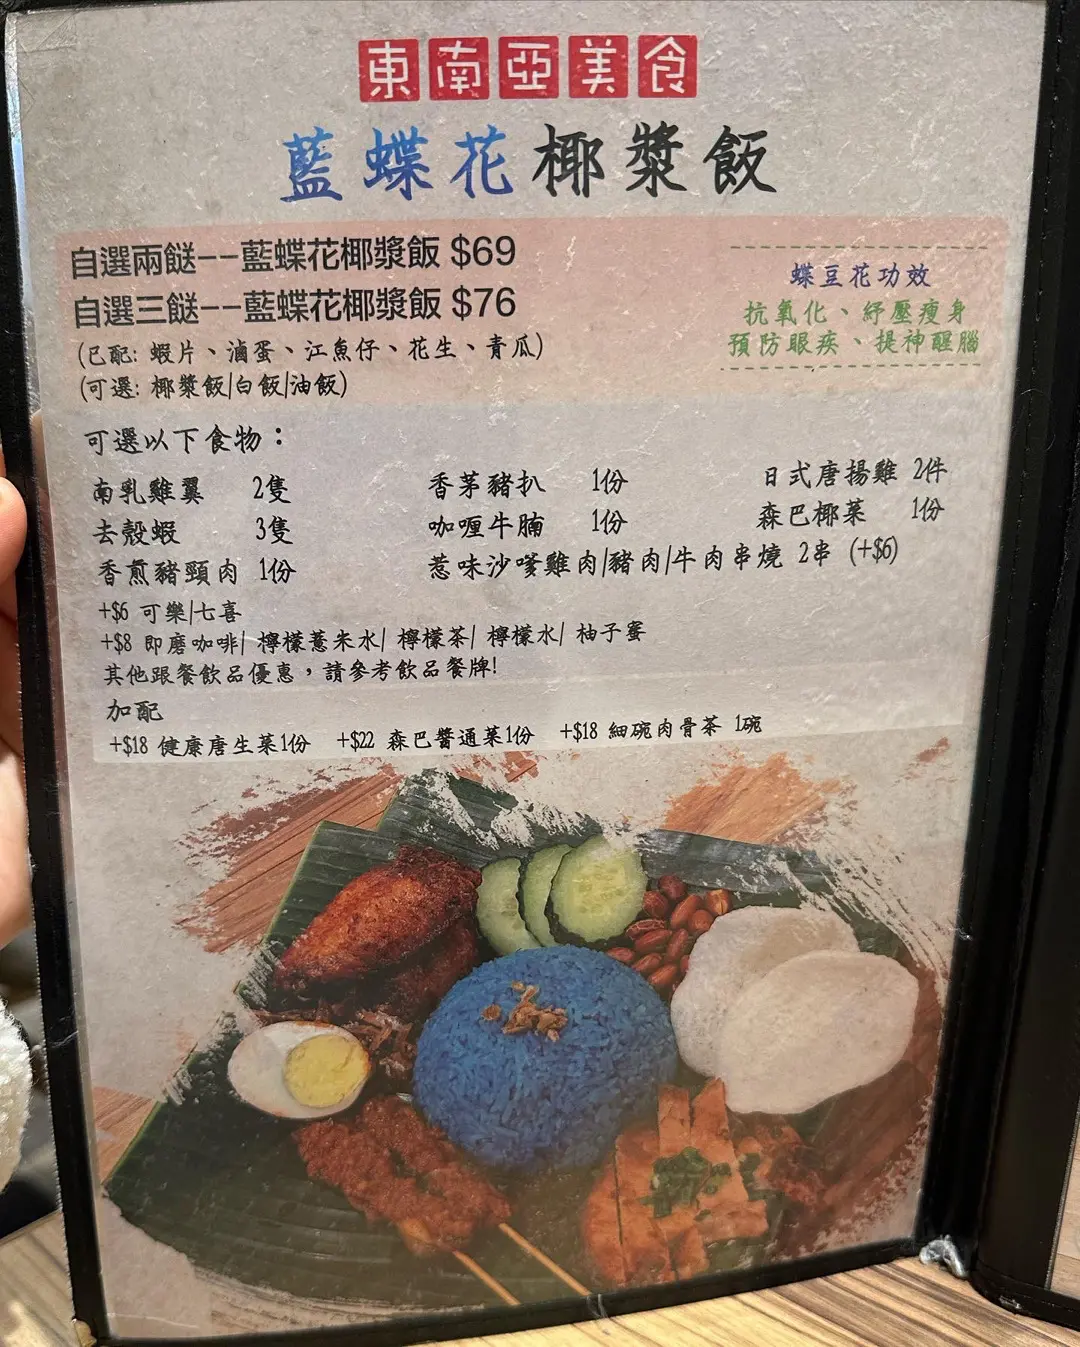 東南亞美食
藍蝶花椰漿飯
自選兩餸--藍蝶花椰漿飯 $69
自選三餸--藍蝶花椰漿飯 $76
(已配: 蝦片、滷蛋、江魚仔、花生、青瓜)
(可選: 椰漿飯|白飯|油飯)
蝶豆花功效
抗氧化、紓壓瘦身
預防眼疾、提神醒腦
可選以下食物：
南乳雞翼 2隻 香茅豬扒 1份 日式唐揚雞 2件
去殼蝦 3隻 咖喱牛腩 1份 森巴椰菜 1份
香煎豬頸肉 1份 惹味沙嗲雞肉|豬肉|牛肉串燒 2串 (+$6)
+$6 可樂|七喜
+$8 即磨咖啡| 檸檬薏米水| 檸檬茶| 檸檬水| 柚子蜜
其他跟餐飲品優惠，請參考飲品餐牌!
加配
+$18 健康唐生菜1份 +$22 森巴醬通菜1份 +$18 細碗肉骨茶 1碗